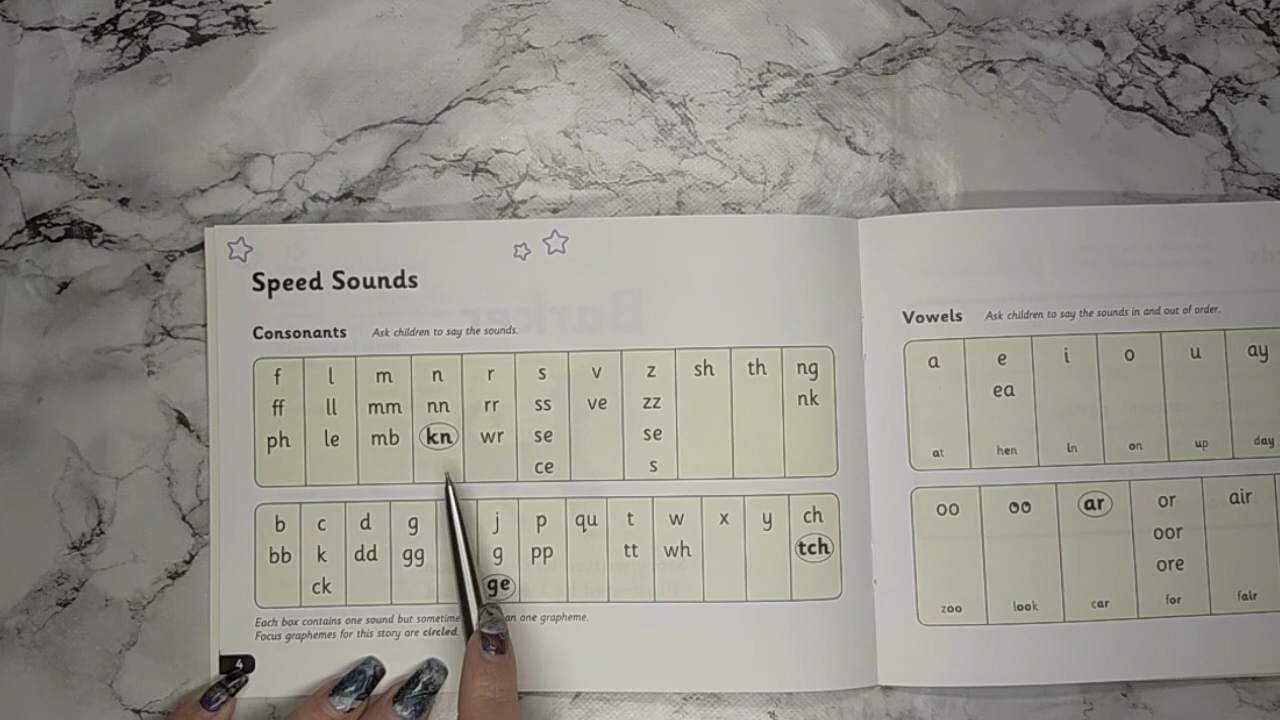 Speed Sounds
Consonants Ask children to say the sounds.
f l m n r s v z sh th ng
ff ll mm nn rr ss ve zz nk
ph le mb kn wr se se
ce s
b c d g j p qu t w x y ch
bb k dd gg g pp tt wh tch
ck ge
Each box contains one sound but sometime an one grapheme.
Focus graphemes for this story are circled.
4
Vowels Ask children to say the sounds in and out of order.
a e i o u ay
ea
at hen in on up day
oo oo ar or air
oor
ore
zoo look car for fair